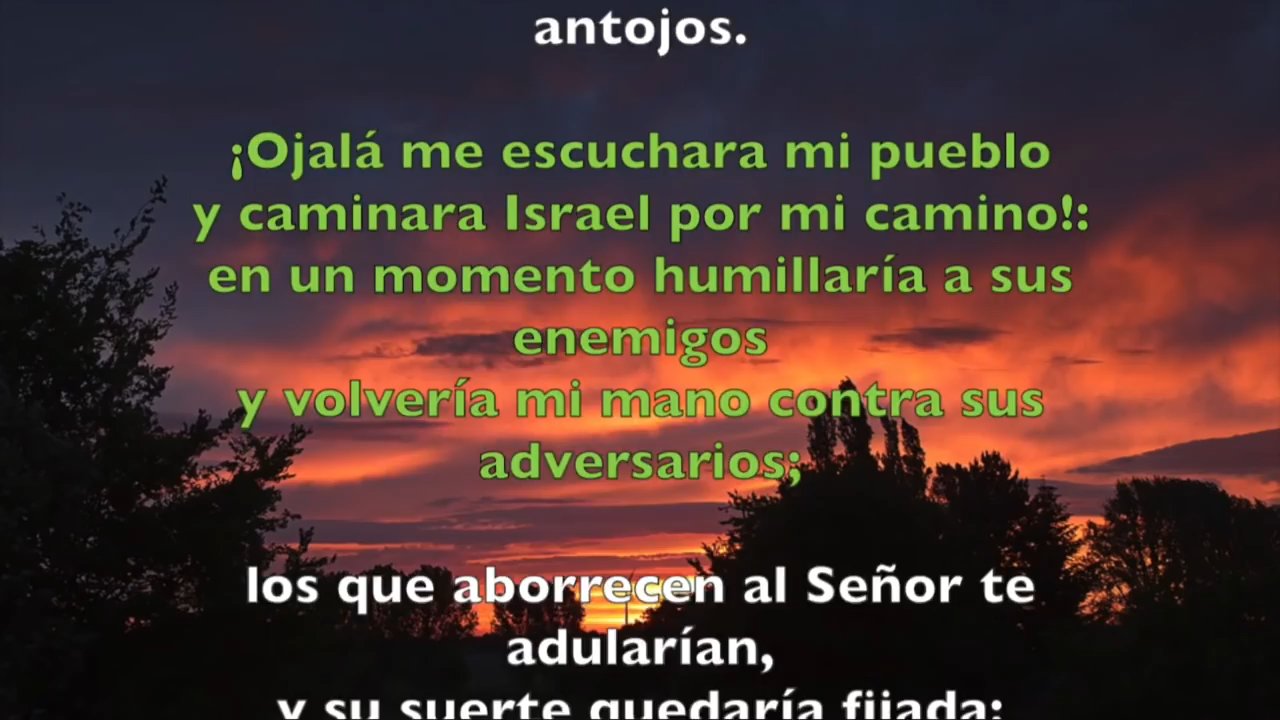 antojos.
¡Ojalá me escuchara mi pueblo
y caminara Israel por mi camino!:
en un momento humillaría a sus
enemigos
y volvería mi mano contra sus
adversarios;
los que aborrecen al Señor te
adularían,
y su suerte quedaría fijada;